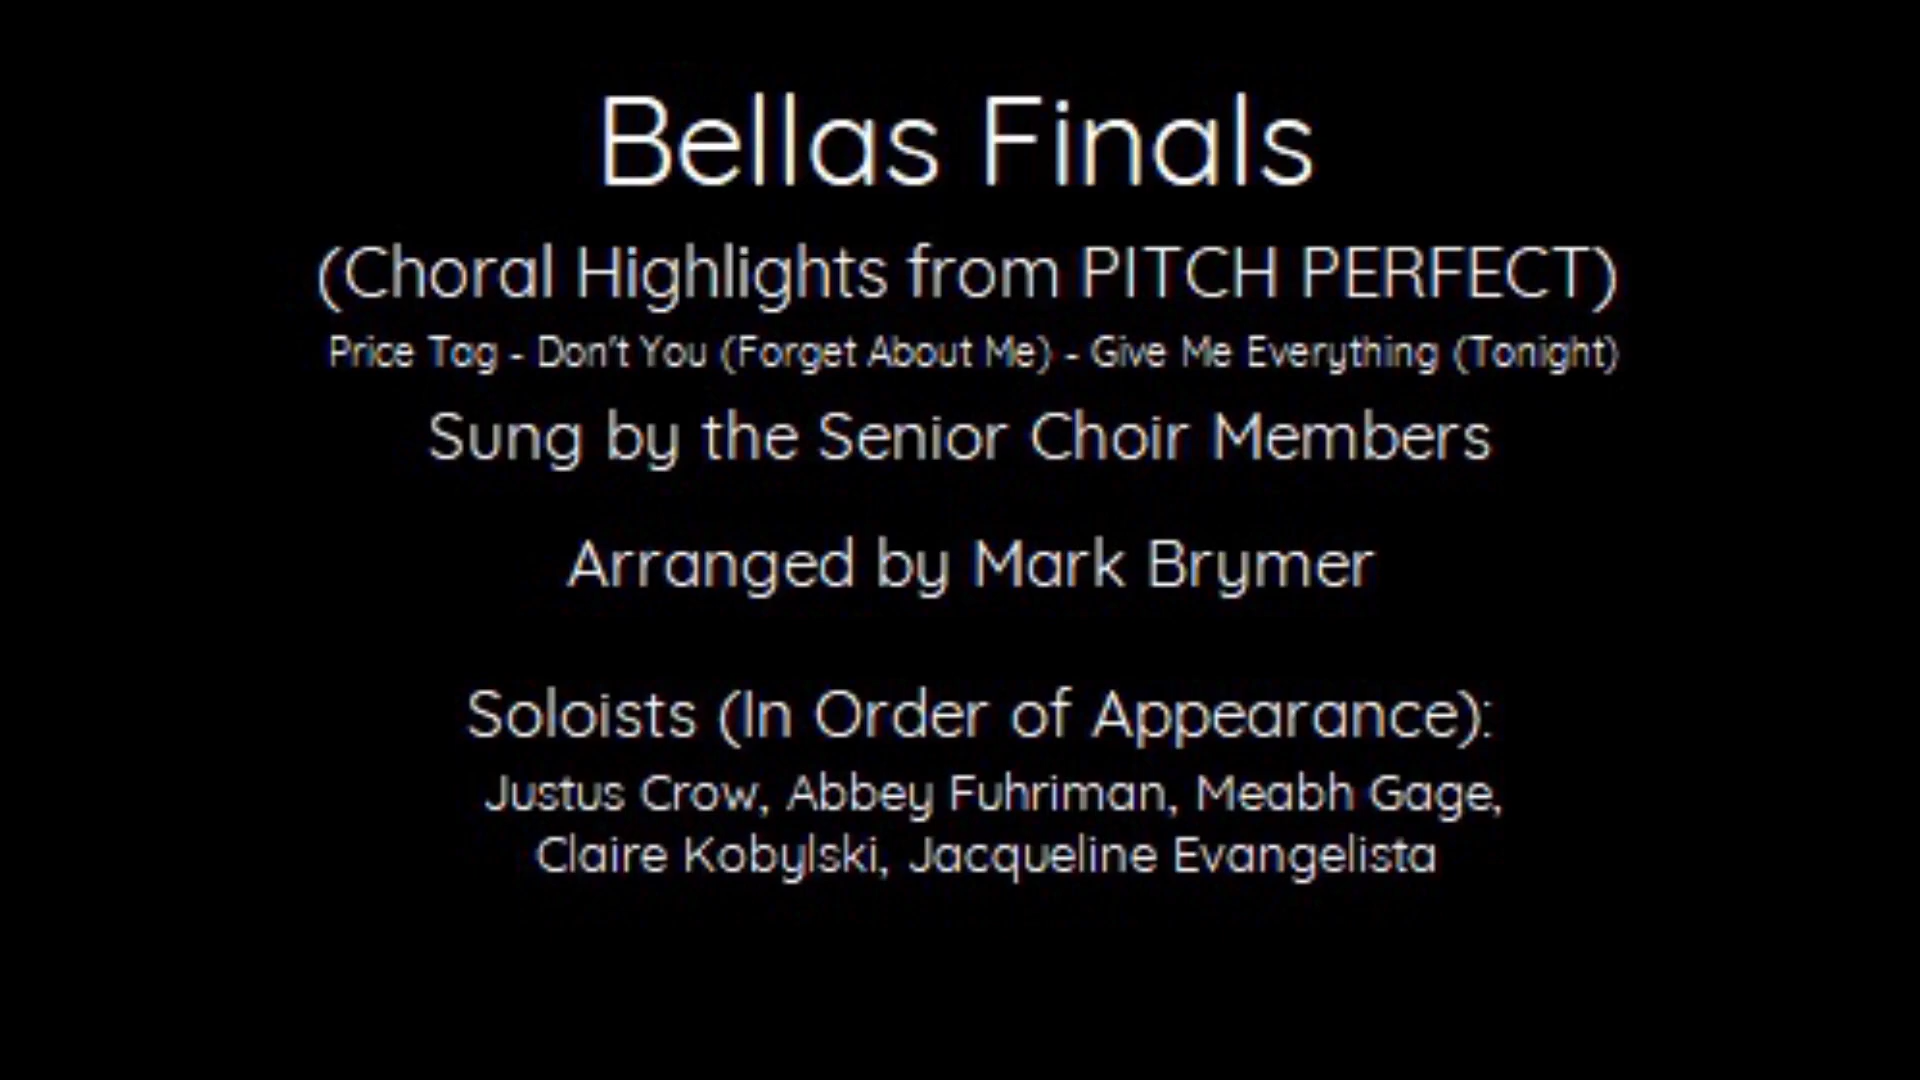 Bellas Finals
(Choral Highlights from PITCH PERFECT)
Price Tag - Don't You (Forget About Me) - Give Me Everything (Tonight)
Sung by the Senior Choir Members
Arranged by Mark Brymer
Soloists (In Order of Appearance):
Justus Crow, Abbey Fuhriman, Meabh Gage,
Claire Kobylski, Jacqueline Evangelista